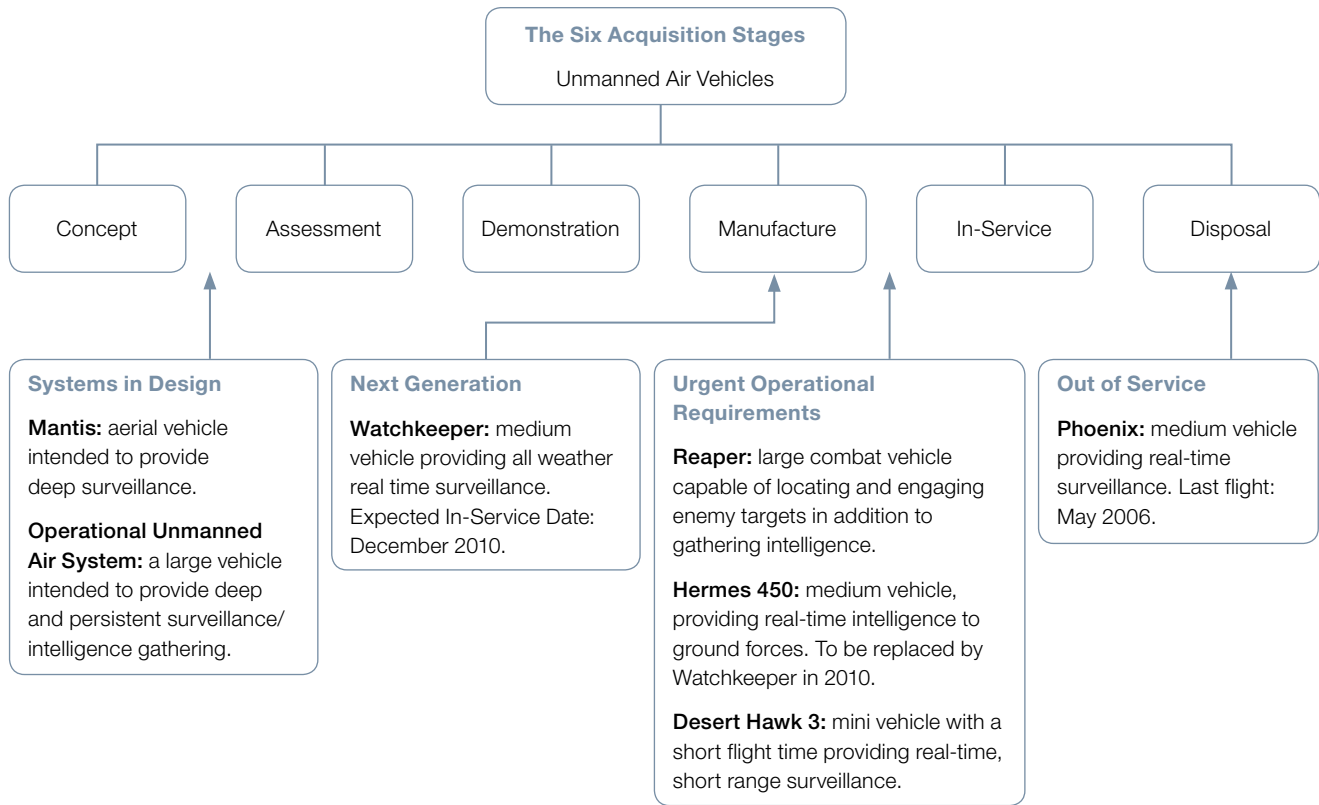 The Six Acquisition Stages
Unmanned Air Vehicles
Concept
Assessment
Demonstration
Manufacture
In-Service
Disposal
Systems in Design
Mantis: aerial vehicle
intended to provide
deep surveillance.
Operational Unmanned
Air System: a large vehicle
intended to provide deep
and persistent surveillance/
intelligence gathering.
Next Generation
Watchkeeper: medium
vehicle providing all weather
real time surveillance.
Expected In-Service Date:
December 2010.
Urgent Operational
Requirements
Reaper: large combat vehicle
capable of locating and engaging
enemy targets in addition to
gathering intelligence.
Hermes 450: medium vehicle,
providing real-time intelligence to
ground forces. To be replaced by
Watchkeeper in 2010.
Desert Hawk 3: mini vehicle with a
short flight time providing real-time,
short range surveillance.
Out of Service
Phoenix: medium vehicle
providing real-time
surveillance. Last flight:
May 2006.